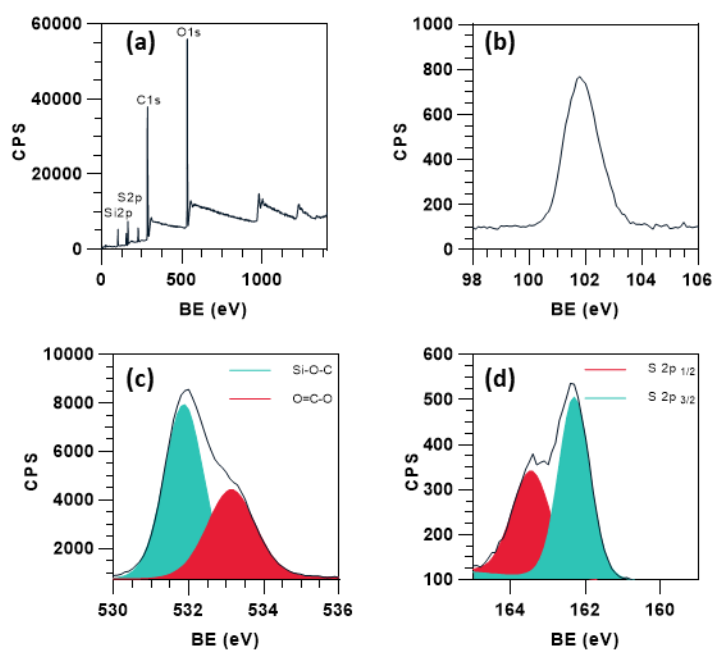 (a)
60000
40000
20000
0
CPS
O1s
C1s
S2p
Si2p
0
500
1000
BE (eV)
(b)
1000
800
600
400
200
0
CPS
98
100
102
104
106
BE (eV)
(c)
10000
8000
6000
4000
2000
CPS
Si-O-C
O=C-O
530
532
534
536
BE (eV)
(d)
600
500
400
300
200
100
CPS
S 2p 1/2
S 2p 3/2
164
162
160
BE (eV)